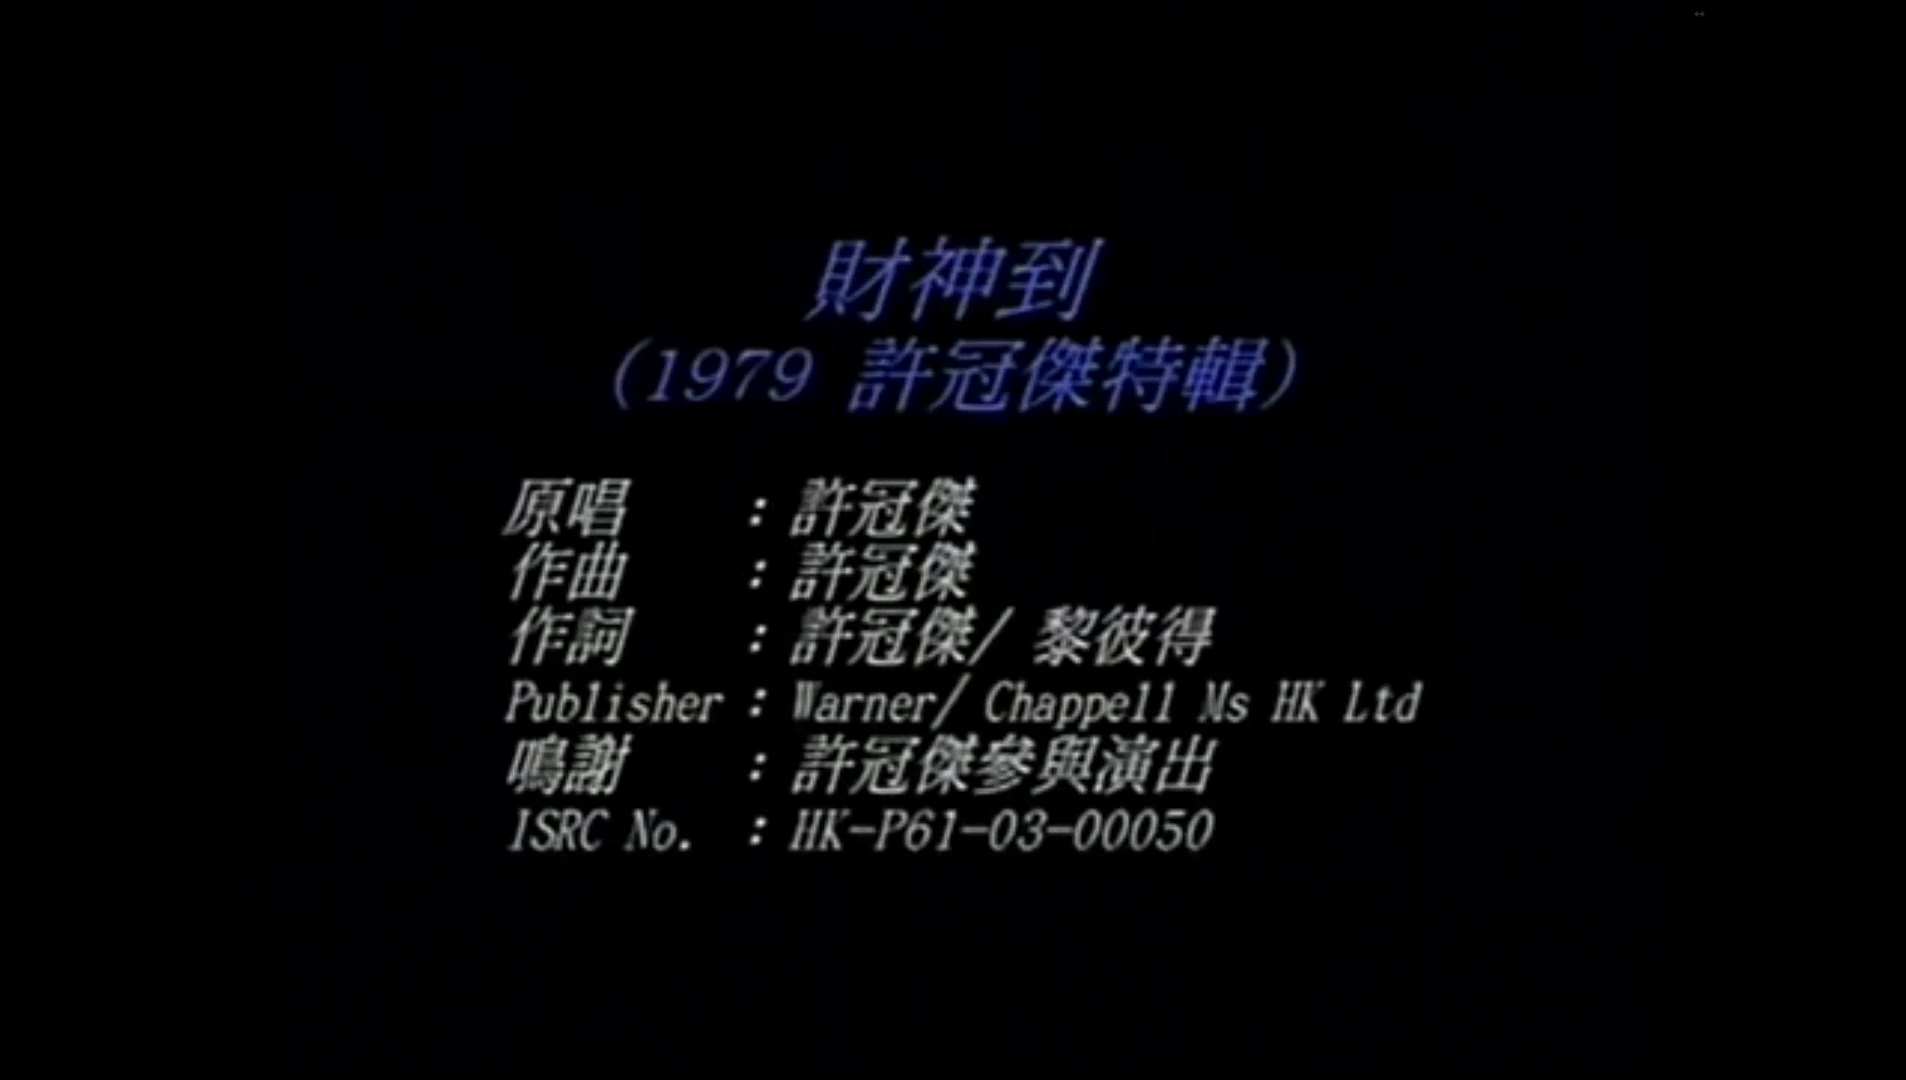 財神到
(1979 許冠傑特輯)
原唱 : 許冠傑
作曲 : 許冠傑
作詞 : 許冠傑/ 黎彼得
Publisher : Warner/ Chappell Ms HK Ltd
鳴謝 : 許冠傑參與演出
ISRC No. : HK-P61-03-00050